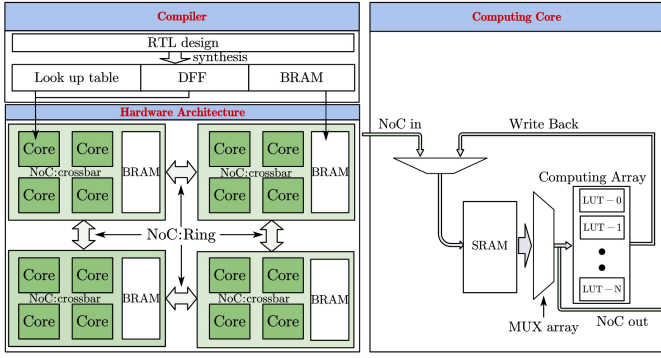 Compiler
RTL design
synthesis
Look up table
DFF
BRAM
Hardware Architecture
Core
Core
NoC:crossbar
Core
Core
BRAM
Core
Core
NoC:crossbar
Core
Core
BRAM
NoC:Ring
Core
Core
NoC:crossbar
Core
Core
BRAM
Core
Core
NoC:crossbar
Core
Core
BRAM
Computing Core
NoC in
Write Back
Computing Array
LUT-0
LUT-1
LUT-N
SRAM
MUX array
NoC out